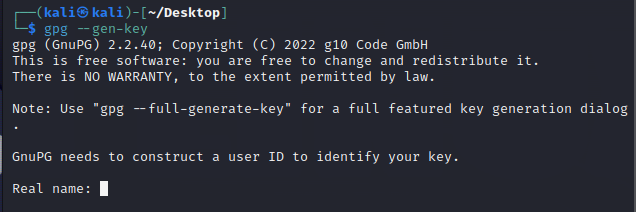 ┌──(kali㉿kali)-[~/Desktop]
└─$ gpg --gen-key
gpg (GnuPG) 2.2.40; Copyright (C) 2022 g10 Code GmbH
This is free software: you are free to change and redistribute it.
There is NO WARRANTY, to the extent permitted by law.

Note: Use "gpg --full-generate-key" for a full featured key generation dialog
.

GnuPG needs to construct a user ID to identify your key.

Real name: